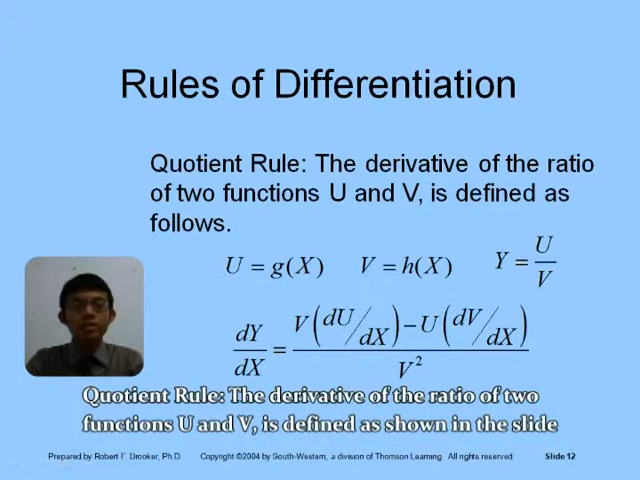 Rules of Differentiation
Quotient Rule: The derivative of the ratio
of two functions U and V, is defined as
follows.
U = g(X) V = h(X) Y = U/V
dY/dX = (V(dU/dX) − U(dV/dX))/V²
Quotient Rule: The derivative of the ratio of two
functions U and V, is defined as shown in the slide
Prepared by Robert F. Brooker, Ph.D. Copyright ©2004 by South-Western, a division of Thomson Learning. All rights reserved. Slide 12